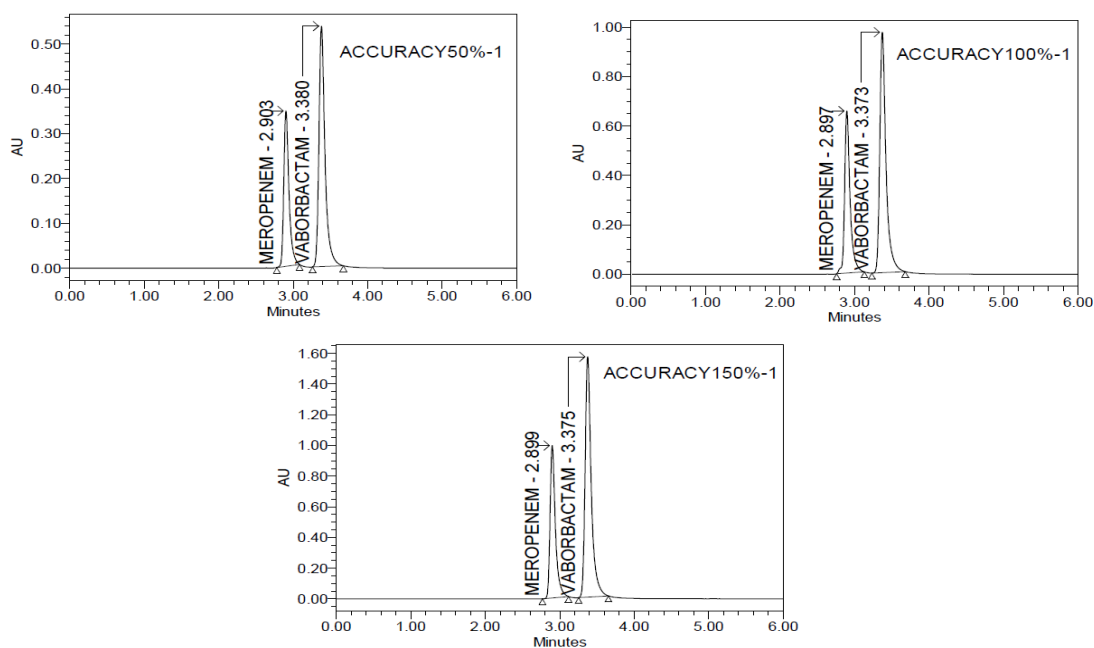 ACCURACY50%-1
AU
0.50
0.40
0.30
0.20
0.10
0.00
MEROPENEM - 2.903
VABORBACTAM - 3.380
0.00 1.00 2.00 3.00 4.00 5.00 6.00
Minutes
ACCURACY100%-1
AU
1.00
0.80
0.60
0.40
0.20
0.00
MEROPENEM - 2.897
VABORBACTAM - 3.373
0.00 1.00 2.00 3.00 4.00 5.00 6.00
Minutes
ACCURACY150%-1
AU
1.60
1.40
1.20
1.00
0.80
0.60
0.40
0.20
0.00
MEROPENEM - 2.899
VABORBACTAM - 3.375
0.00 1.00 2.00 3.00 4.00 5.00 6.00
Minutes